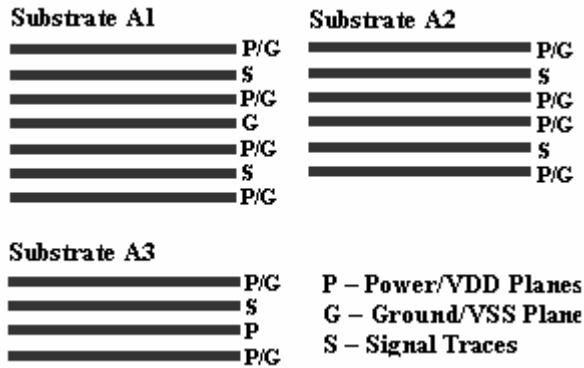 Substrate A1
P/G
S
P/G
G
P/G
S
P/G
Substrate A2
P/G
S
P/G
P/G
S
P/G
Substrate A3
P/G
S
P
P/G
P – Power/VDD Planes
G – Ground/VSS Plane
S – Signal Traces